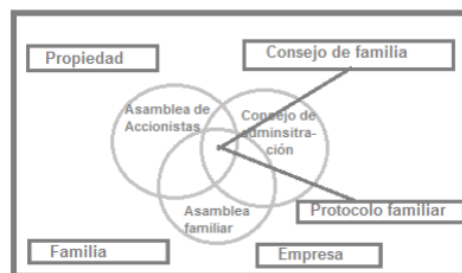 Propiedad
Consejo de familia
Asamblea de
Accionistas
Consejo de
adminsitra-
ción
Asamblea
familiar
Protocolo familiar
Familia
Empresa